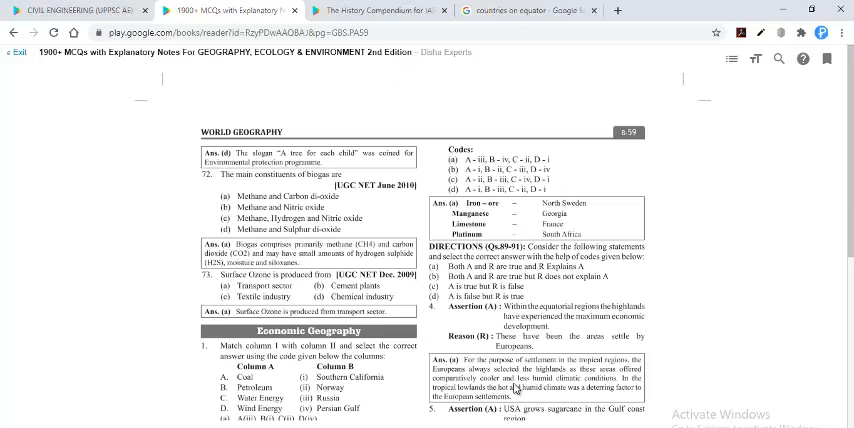 CIVIL ENGINEERING (UPPSC AE)
1900+ MCQs with Explanatory N
The History Compendium for IAS
countries on equator - Google S
play.google.com/books/reader?id=RzyPDwAAQBAJ&pg=GBS.PA59
Exit 1900+ MCQs with Explanatory Notes For GEOGRAPHY, ECOLOGY & ENVIRONMENT 2nd Edition – Disha Experts
WORLD GEOGRAPHY
B-59
Ans. (d) The slogan "A tree for each child" was coined for
Environmental protection programme.
72. The main constituents of biogas are
[UGC NET June 2010]
(a) Methane and Carbon di-oxide
(b) Methane and Nitric oxide
(c) Methane, Hydrogen and Nitric oxide
(d) Methane and Sulphur di-oxide
Ans. (a) Biogas comprises primarily methane (CH4) and carbon
dioxide (CO2) and may have small amounts of hydrogen sulphide
(H2S), moisture and siloxanes.
73. Surface Ozone is produced from [UGC NET Dec. 2009]
(a) Transport sector (b) Cement plants
(c) Textile industry (d) Chemical industry
Ans. (a) Surface Ozone is produced from transport sector.
Economic Geography
1. Match column I with column II and select the correct
answer using the code given below the columns:
Column A Column B
A. Coal (i) Southern California
B. Petroleum (ii) Norway
C. Water Energy (iii) Russia
D. Wind Energy (iv) Persian Gulf
(a) A(iii) B(i) C(ii) D(iv)
Codes:
(a) A - iii, B - iv, C - ii, D - i
(b) A - i, B - ii, C - iii, D - iv
(c) A - ii, B - iii, C - iv, D - i
(d) A - i, B - iii, C - ii, D - i
Ans. (a) Iron - ore – North Sweden
Manganese – Georgia
Limestone – France
Platinum – South Africa
DIRECTIONS (Qs.89-91): Consider the following statements
and select the correct answer with the help of codes given below:
(a) Both A and R are true and R Explains A
(b) Both A and R are true but R does not explain A
(c) A is true but R is false
(d) A is false but R is true
4. Assertion (A) : Within the equatorial regions the highlands
have experienced the maximum economic
development.
Reason (R) : These have been the areas settle by
Europeans.
Ans. (a) For the purpose of settlement in the tropical regions, the
Europeans always selected the highlands as these areas offered
comparatively cooler and less humid climatic conditions. In the
tropical lowlands the hot and humid climate was a deterring factor to
the European settlements.
5. Assertion (A) : USA grows sugarcane in the Gulf coast
region.
Activate Windows